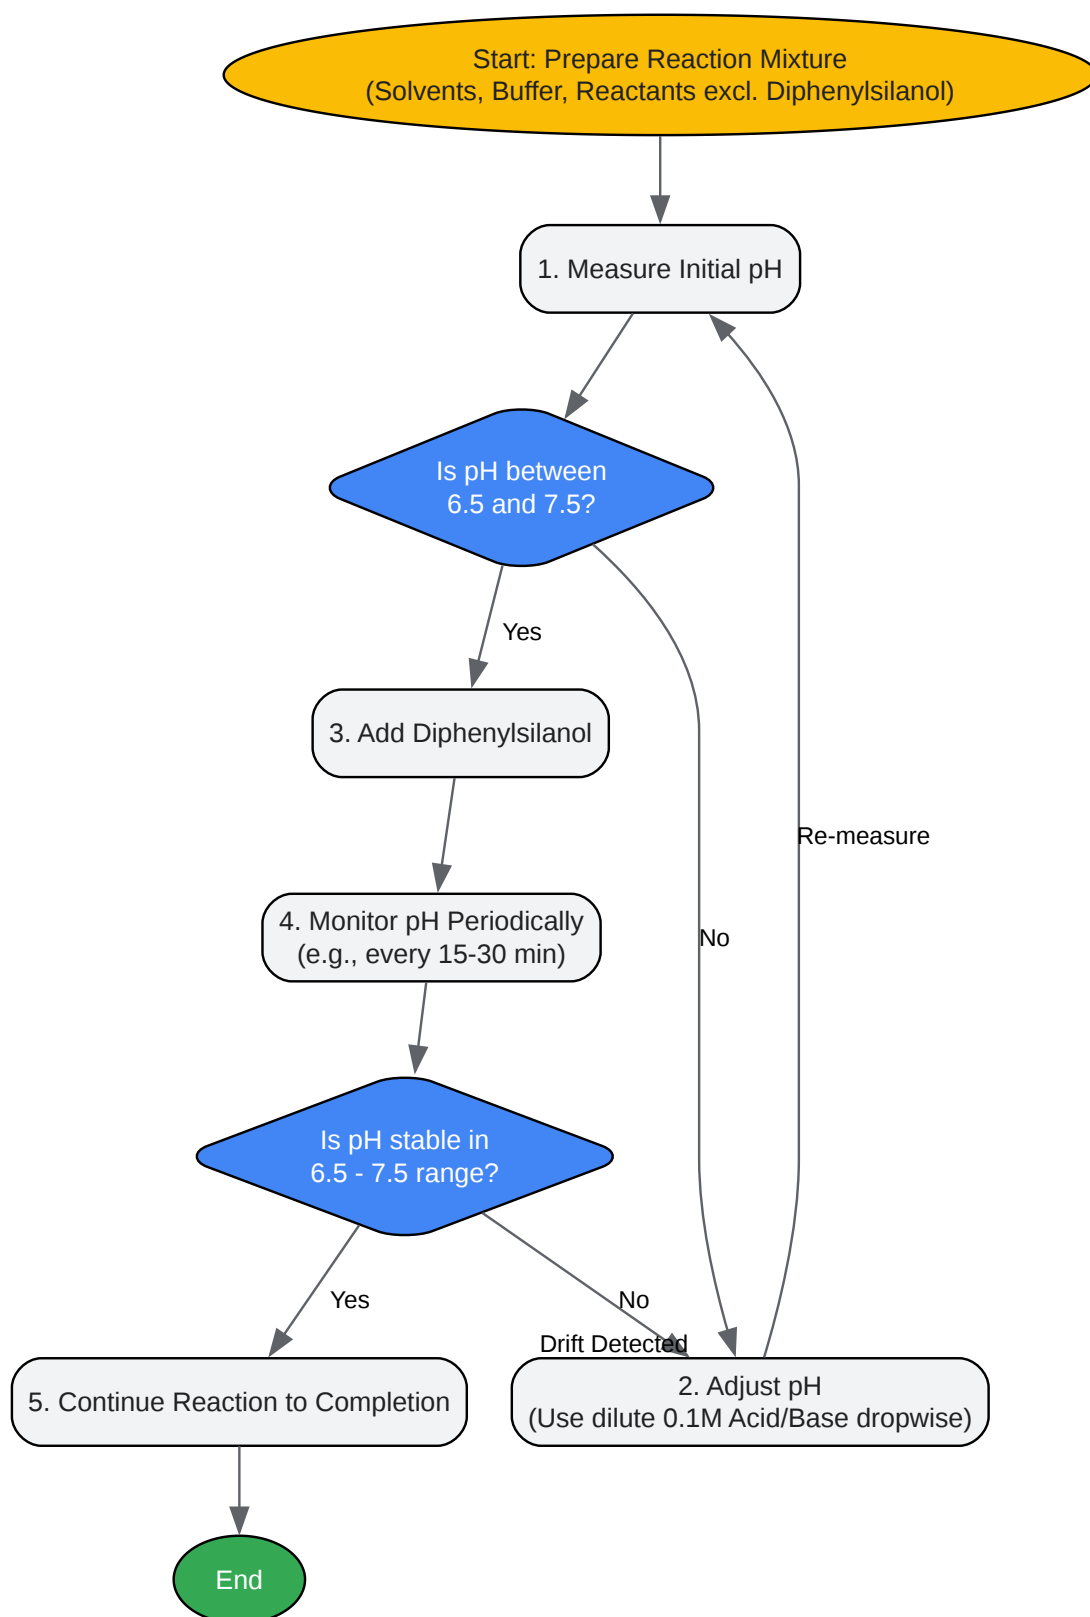 Start: Prepare Reaction Mixture
(Solvents, Buffer, Reactants excl. Diphenylsilanol)
1. Measure Initial pH
Is pH between
6.5 and 7.5?
Yes
3. Add Diphenylsilanol
Re-measure
4. Monitor pH Periodically
(e.g., every 15-30 min)
No
Is pH stable in
6.5 - 7.5 range?
Yes
No
Drift Detected
5. Continue Reaction to Completion
2. Adjust pH
(Use dilute 0.1M Acid/Base dropwise)
End